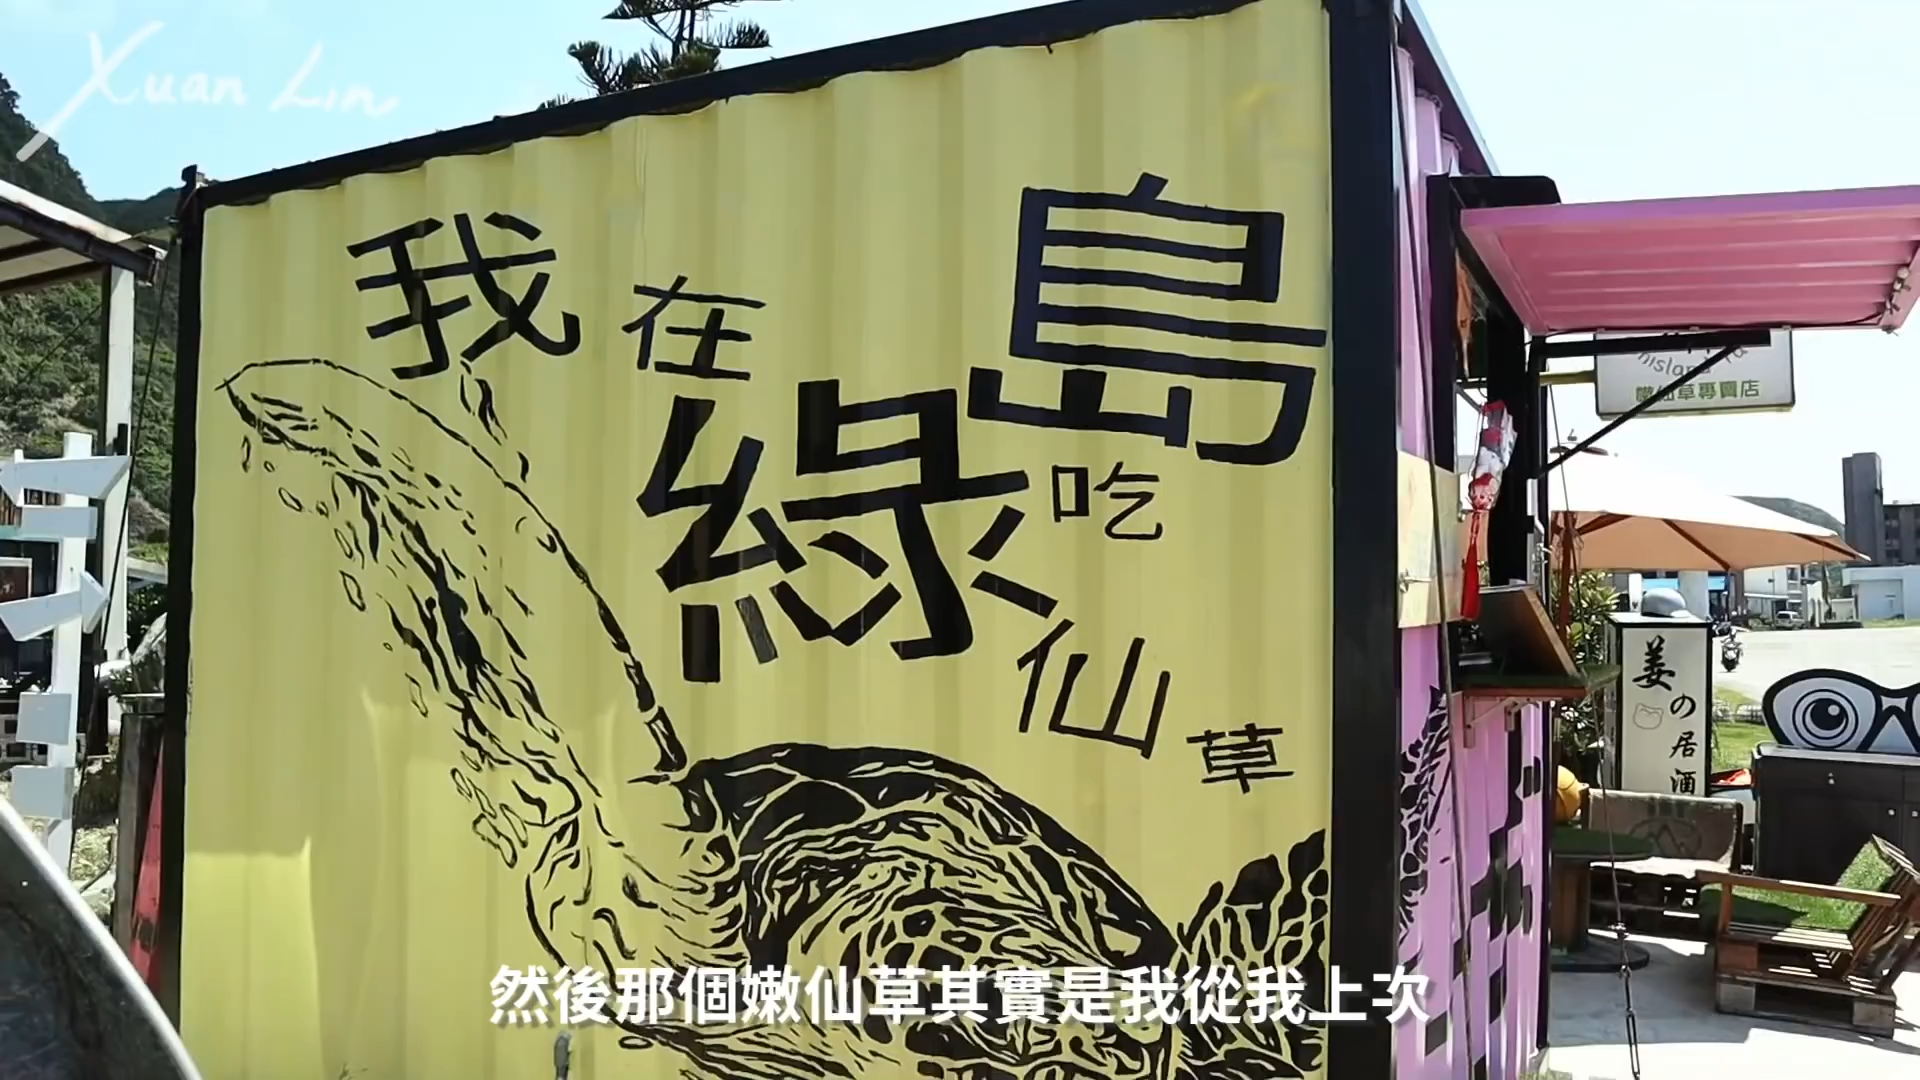 Xuan Lin
我在綠島吃仙草
嫩仙草專賣店
姜の居酒
然後那個嫩仙草其實是我從我上次